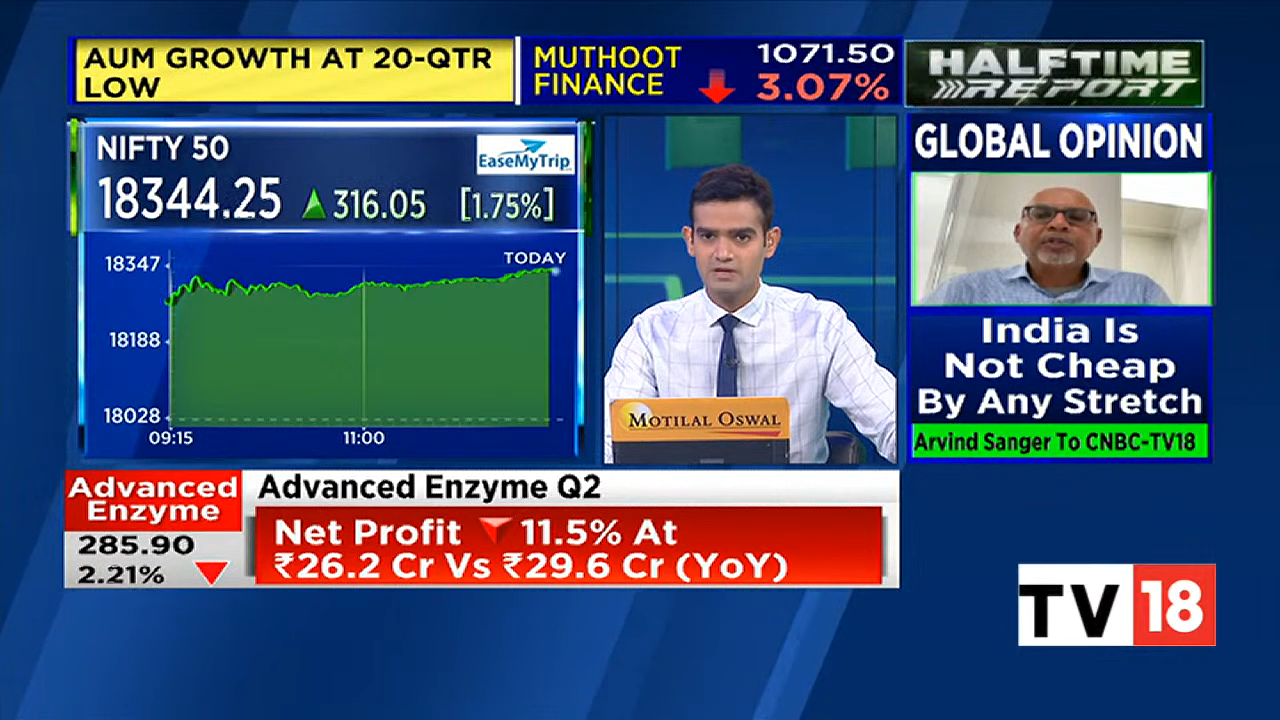 AUM GROWTH AT 20-QTR
LOW
MUTHOOT
FINANCE
1071.50
3.07%
HALFTIME
REPORT
NIFTY 50
18344.25 316.05 [1.75%]
EaseMyTrip
TODAY
18347
18188
18028
09:15 11:00
MOTILAL OSWAL
GLOBAL OPINION
India Is
Not Cheap
By Any Stretch
Arvind Sanger To CNBC-TV18
Advanced
Enzyme
285.90
2.21%
Advanced Enzyme Q2
Net Profit 11.5% At
₹26.2 Cr Vs ₹29.6 Cr (YoY)
TV18